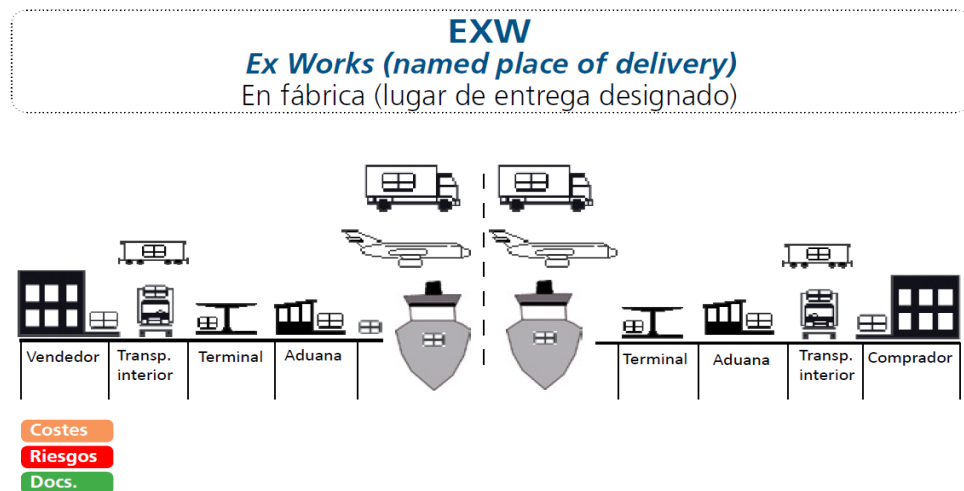 EXW
Ex Works (named place of delivery)
En fábrica (lugar de entrega designado)
Vendedor
Transp.
interior
Terminal
Aduana
Terminal
Aduana
Transp.
interior
Comprador
Costes
Riesgos
Docs.